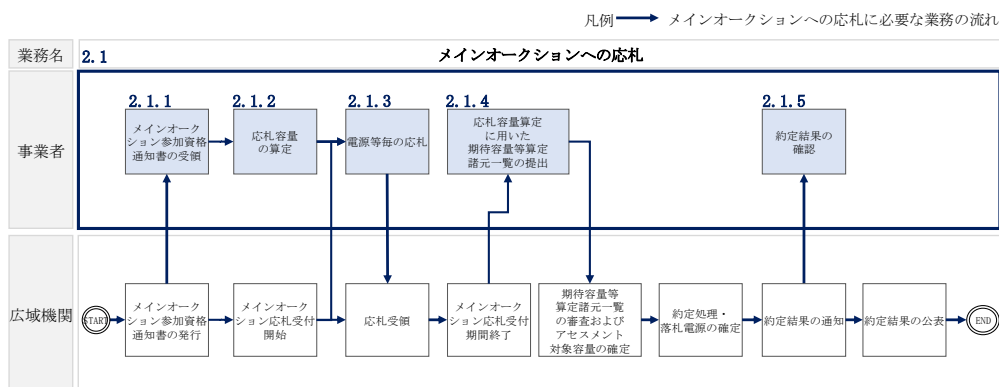 凡例 メインオークションへの応札に必要な業務の流れ
業務名 2.1 メインオークションへの応札
事業者
2.1.1
メインオーク
ション参加資格
通知書の受領
2.1.2
応札容量
の算定
2.1.3
電源等毎の応札
2.1.4
応札容量算定
に用いた
期待容量等算定
諸元一覧の提出
2.1.5
約定結果の
確認
広域機関
START
メインオーク
ション参加資格
通知書の発行
メインオーク
ション応札受付
開始
応札受領
メインオーク
ション応札受付
期間終了
期待容量等
算定諸元一覧
の審査および
アセスメント
対象容量の確定
約定処理・
落札電源の確定
約定結果の通知
約定結果の公表
END